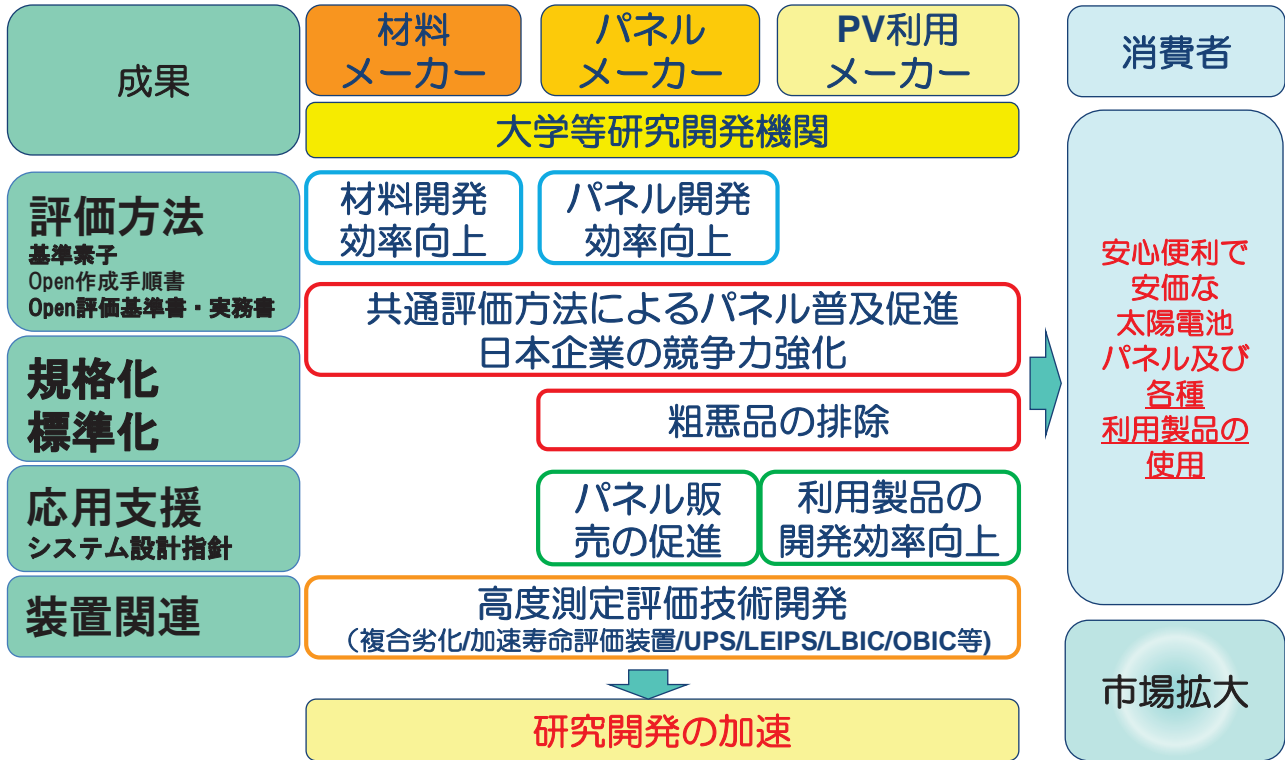 成果
材料
メーカー
パネル
メーカー
PV利用
メーカー
消費者
大学等研究開発機関
評価方法
基準素子
Open作成手順書
Open評価基準書・実務書
材料開発
効率向上
パネル開発
効率向上
共通評価方法によるパネル普及促進
日本企業の競争力強化
規格化
標準化
粗悪品の排除
応用支援
システム設計指針
パネル販
売の促進
利用製品の
開発効率向上
装置関連
高度測定評価技術開発
（複合劣化/加速寿命評価装置/UPS/LEIPS/LBIC/OBIC等)
研究開発の加速
安心便利で
安価な
太陽電池
パネル及び
各種
利用製品の
使用
市場拡大